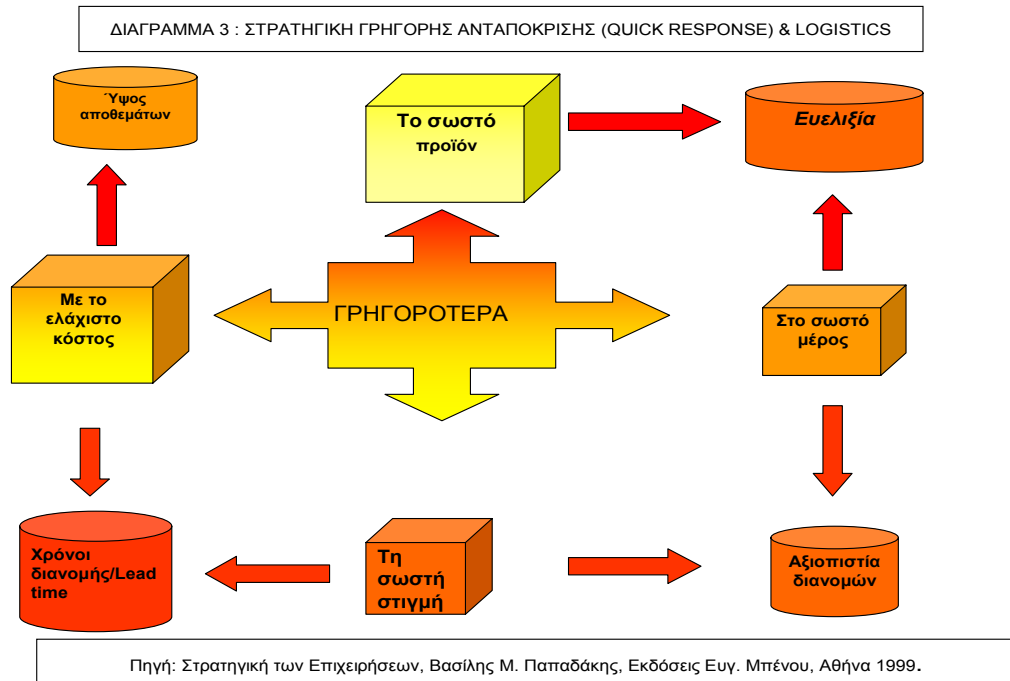 ΔΙΑΓΡΑΜΜΑ 3 : ΣΤΡΑΤΗΓΙΚΗ ΓΡΗΓΟΡΗΣ ΑΝΤΑΠΟΚΡΙΣΗΣ (QUICK RESPONSE) & LOGISTICS
Ύψος
αποθεμάτων
Το σωστό
προϊόν
Ευελιξία
Με το
ελάχιστο
κόστος
ΓΡΗΓΟΡΟΤΕΡΑ
Στο σωστό
μέρος
Χρόνοι
διανομής/Lead
time
Τη
σωστή
στιγμή
Αξιοπιστία
διανομών
Πηγή: Στρατηγική των Επιχειρήσεων, Βασίλης Μ. Παπαδάκης, Εκδόσεις Ευγ. Μπένου, Αθήνα 1999.